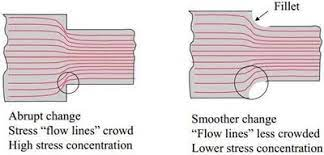 Fillet
Abrupt change
Stress “flow lines” crowd
High stress concentration
Smoother change
“Flow lines” less crowded
Lower stress concentration